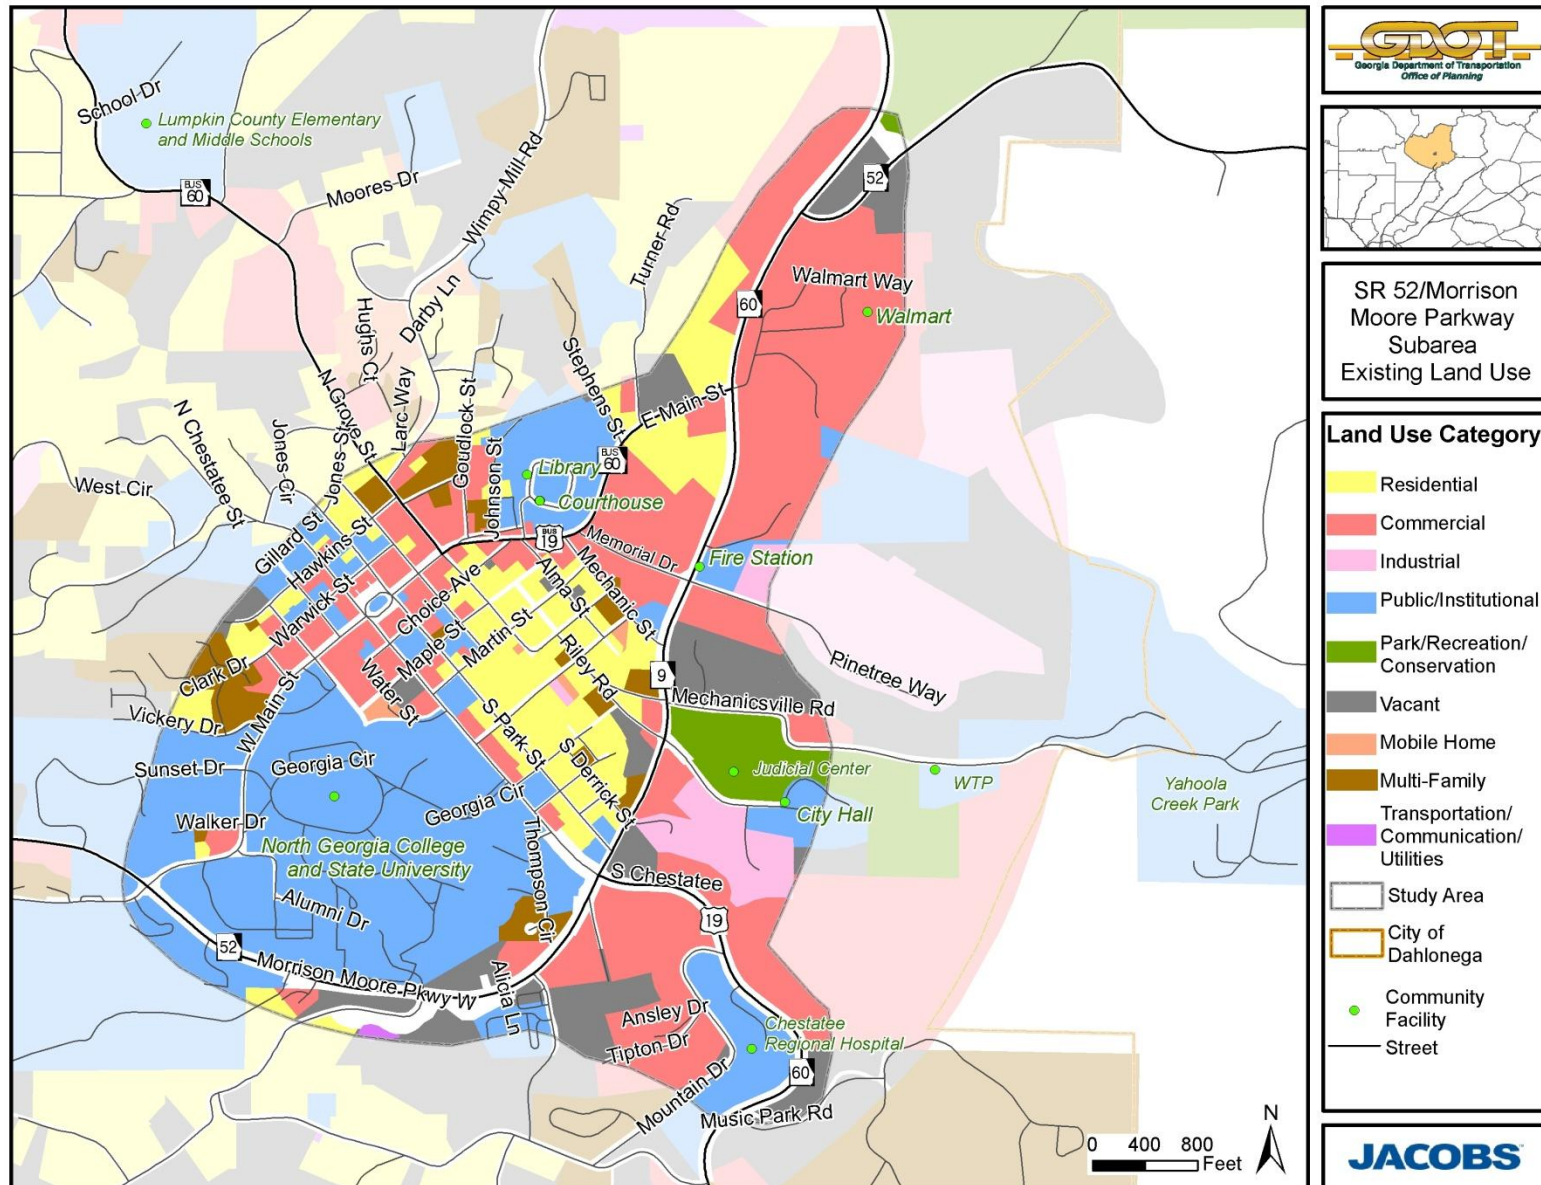 School Dr
Lumpkin County Elementary
and Middle Schools
BUS
60
Moores Dr
Wimpy Mill Rd
Turner Rd
52
60
Walmart Way
Walmart
Hughs Ct
Darby Ln
Larc Way
N Grove St
Goudlock St
Stephens St
E Main St
N Chestatee St
Jones Cir
Jones St
Johnson St
BUS
60
Library
Courthouse
West Cir
Gillard St
Hawkins St
BUS
19
Memorial Dr
Fire Station
Warwick St
Choice Ave
Alma St
Mechanic St
Clark Dr
Maple St
Martin St
Riley Rd
Pinetree Way
Water St
9
Mechanicsville Rd
Vickery Dr
W Main St
S Park St
Sunset Dr
Georgia Cir
S Derrick St
Judicial Center
WTP
Yahoola
Creek Park
Georgia Cir
City Hall
Walker Dr
North Georgia College
and State University
Thompson Cir
S Chestatee
Alumni Dr
19
52
Morrison Moore Pkwy W
Alicia Ln
Ansley Dr
Tipton Dr
Chestatee
Regional Hospital
60
Mountain Dr
Music Park Rd
N
0 400 800
Feet
GDOT
Georgia Department of Transportation
Office of Planning
SR 52/Morrison
Moore Parkway
Subarea
Existing Land Use
Land Use Category
Residential
Commercial
Industrial
Public/Institutional
Park/Recreation/
Conservation
Vacant
Mobile Home
Multi-Family
Transportation/
Communication/
Utilities
Study Area
City of
Dahlonega
Community
Facility
Street
JACOBS